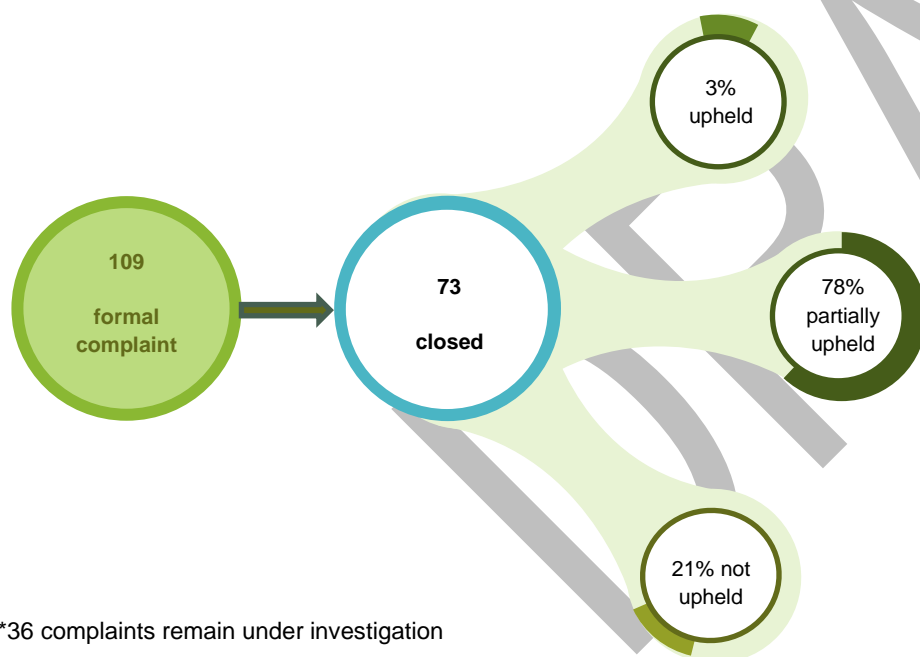 3%
upheld
109
formal
complaint
73
closed
78%
partially
upheld
21% not
upheld
*36 complaints remain under investigation